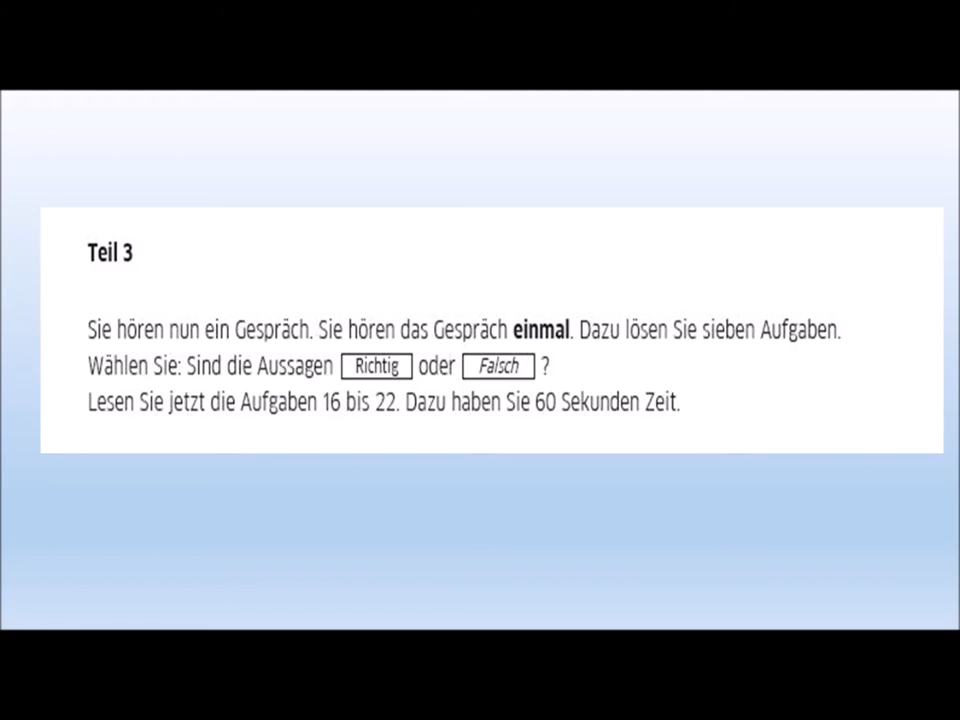 Teil 3
Sie hören nun ein Gespräch. Sie hören das Gespräch einmal. Dazu lösen Sie sieben Aufgaben.
Wählen Sie: Sind die Aussagen Richtig oder Falsch ?
Lesen Sie jetzt die Aufgaben 16 bis 22. Dazu haben Sie 60 Sekunden Zeit.